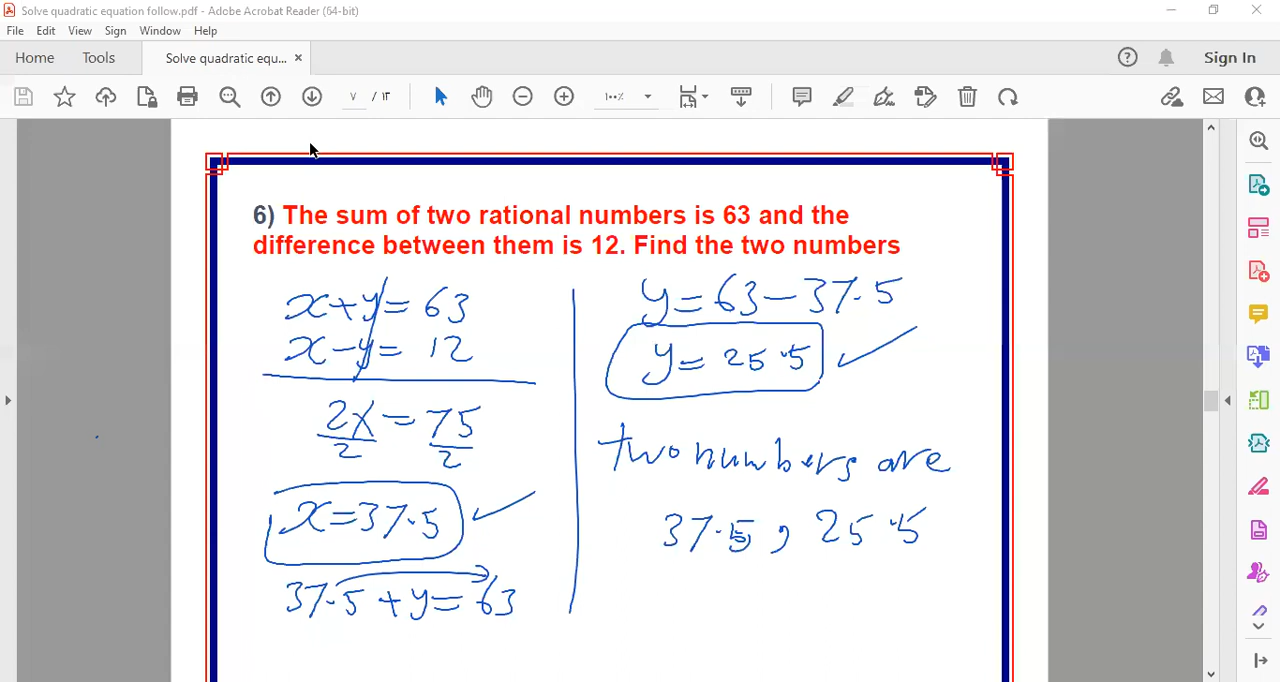 Solve quadratic equation follow.pdf - Adobe Acrobat Reader (64-bit)
File Edit View Sign Window Help
Home Tools Solve quadratic equ... × Sign In
٧ / ١٣ ١٠٠%
6) The sum of two rational numbers is 63 and the
difference between them is 12. Find the two numbers
x+y= 63
x-y= 12
2x = 75
2 2
x=37.5
37.5 + y= 63
y= 63-37.5
y= 25.5
two numbers are
37.5 , 25.5